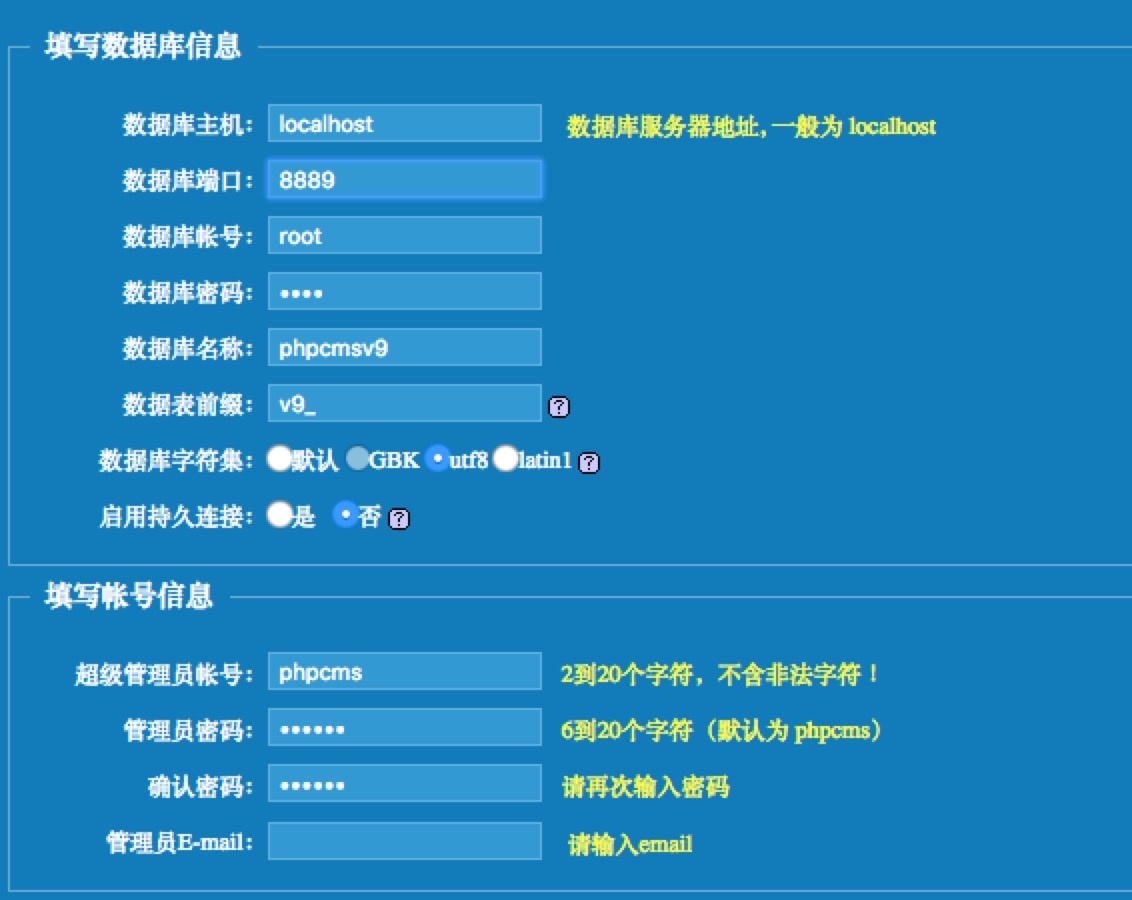 填写数据库信息
数据库主机： localhost 数据库服务器地址, 一般为 localhost
数据库端口： 8889
数据库帐号： root
数据库密码： ••••
数据库名称： phpcmsv9
数据表前缀： v9_ ?
数据库字符集： 默认 GBK utf8 latin1 ?
启用持久连接： 是 否 ?
填写帐号信息
超级管理员帐号： phpcms 2到20个字符，不含非法字符！
管理员密码： •••••• 6到20个字符（默认为 phpcms）
确认密码： •••••• 请再次输入密码
管理员E-mail： 请输入email